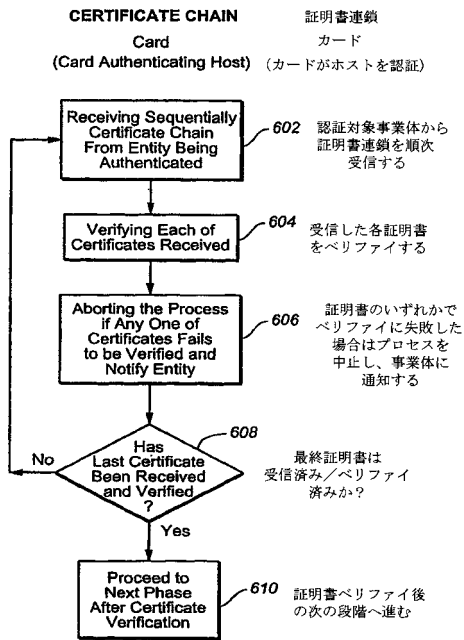 CERTIFICATE CHAIN 証明書連鎖
Card カード
(Card Authenticating Host) (カードがホストを認証)
Receiving Sequentially
Certificate Chain
From Entity Being
Authenticated
602
認証対象事業体から
証明書連鎖を順次
受信する
Verifying Each of
Certificates Received
604
受信した各証明書
をベリファイする
Aborting the Process
if Any One of
Certificates Fails
to be Verified and
Notify Entity
606
証明書のいずれかで
ベリファイに失敗した
場合はプロセスを
中止し、事業体に
通知する
608
Has
Last Certificate
Been Received
and Verified
?
No
Yes
最終証明書は
受信済み/ベリファイ
済みか?
Proceed to
Next Phase
After Certificate
Verification
610
証明書ベリファイ後
の次の段階へ進む